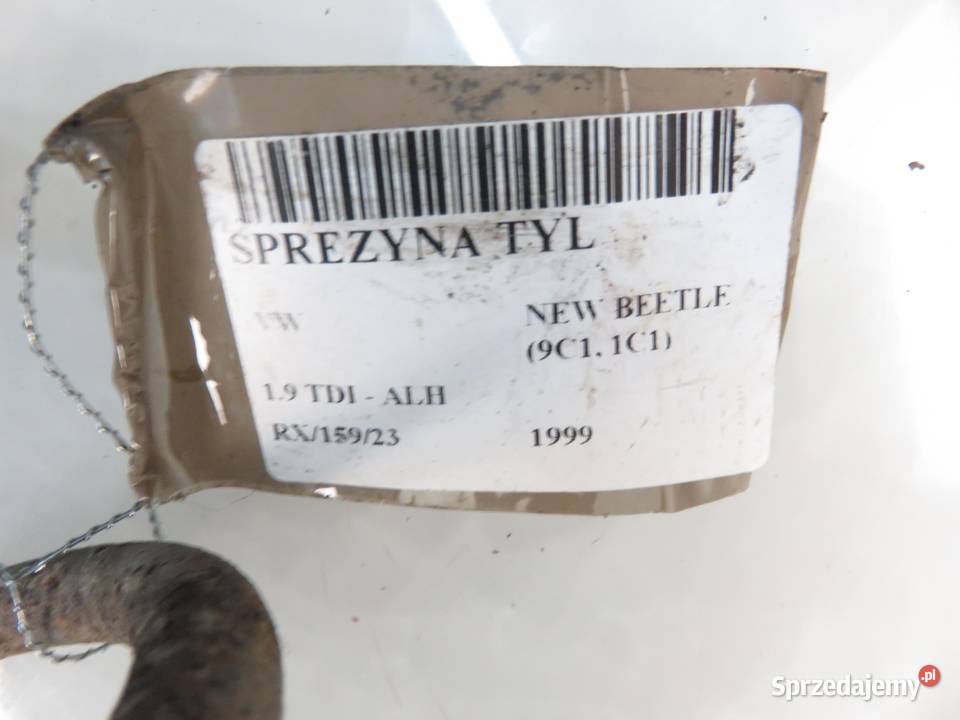 SPREZYNA TYL
VW
NEW BEETLE
(9C1, 1C1)
1.9 TDI - ALH
RX/159/23
1999
Sprzedajemy.pl